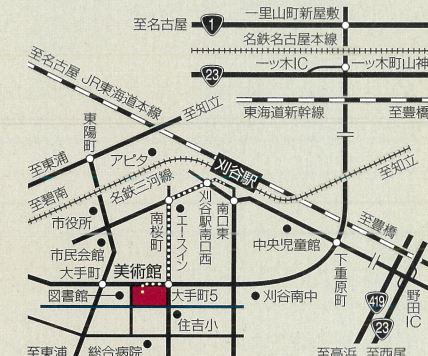 一里山町新屋敷
至名古屋
1
名鉄名古屋本線
一ッ木IC
一ッ木町山神
23
至名古屋
JR東海道本線
至知立
東海道新幹線
至豊橋
東陽町
アピタ
刈谷駅
至知立
至東浦
至碧南
名鉄三河線
市役所
南桜町
エースイン
刈谷駅南口西
南口東
中央児童館
至豊橋
市民会館
大手町
美術館
下重原町
図書館
大手町5
刈谷南中
419
野田IC
住吉小
23
至東浦
総合病院
至高浜
至西尾